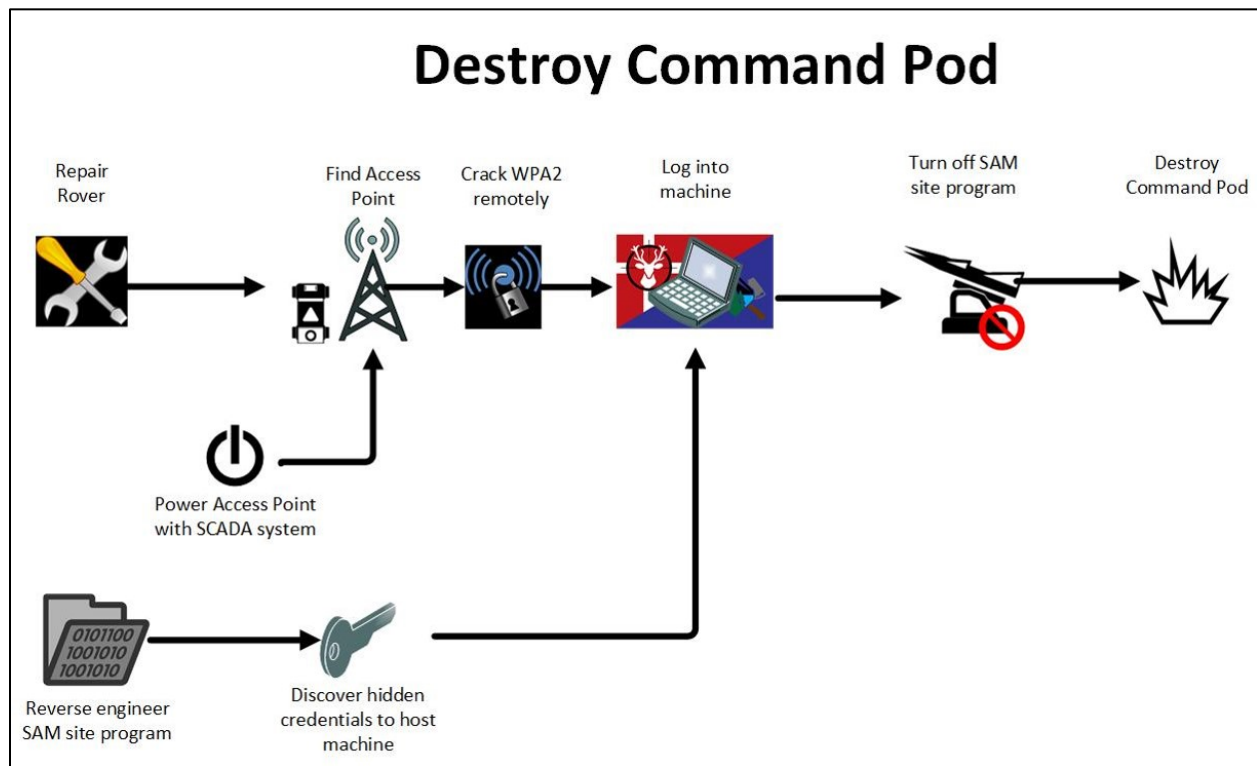 Destroy Command Pod
Repair
Rover
Find Access
Point
Crack WPA2
remotely
Log into
machine
Turn off SAM
site program
Destroy
Command Pod
Power Access Point
with SCADA system
0101100
1001010
1001010
Reverse engineer
SAM site program
Discover hidden
credentials to host
machine